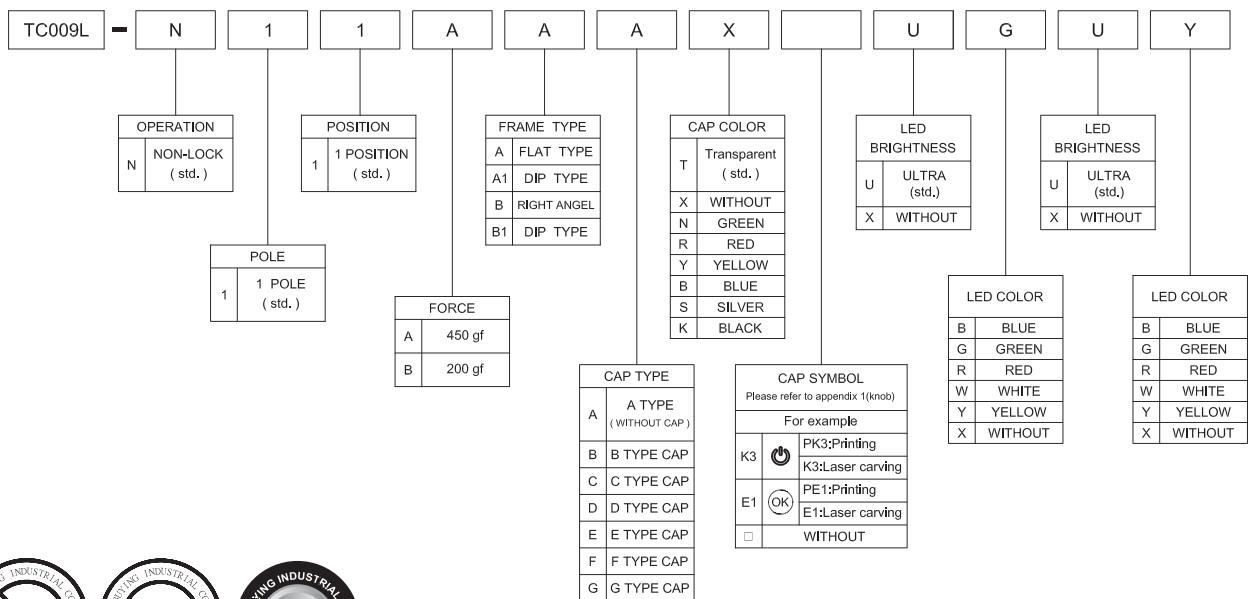 TC009L - N 1 1 A A A X U G U Y
OPERATION
N NON-LOCK ( std. )
POLE
1 1 POLE ( std. )
POSITION
1 1 POSITION ( std. )
FORCE
A 450 gf
B 200 gf
FRAME TYPE
A FLAT TYPE
A1 DIP TYPE
B RIGHT ANGEL
B1 DIP TYPE
CAP TYPE
A A TYPE ( WITHOUT CAP )
B B TYPE CAP
C C TYPE CAP
D D TYPE CAP
E E TYPE CAP
F F TYPE CAP
G G TYPE CAP
CAP COLOR
T Transparent ( std. )
X WITHOUT
N GREEN
R RED
Y YELLOW
B BLUE
S SILVER
K BLACK
CAP SYMBOL
Please refer to appendix 1(knob)
For example
K3 PK3:Printing
K3:Laser carving
E1 OK PE1:Printing
E1:Laser carving
□ WITHOUT
LED BRIGHTNESS
U ULTRA (std.)
X WITHOUT
LED COLOR
B BLUE
G GREEN
R RED
W WHITE
Y YELLOW
X WITHOUT
LED BRIGHTNESS
U ULTRA (std.)
X WITHOUT
LED COLOR
B BLUE
G GREEN
R RED
W WHITE
Y YELLOW
X WITHOUT
INDUSTRIAL
INDUSTRIAL
INDUSTRIAL